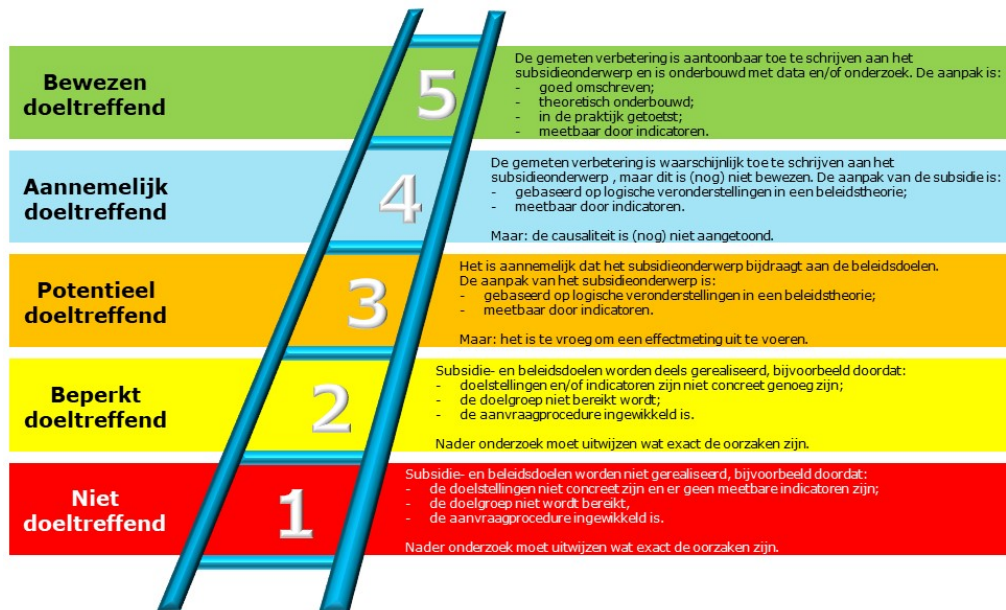 Bewezen
doeltreffend
5
De gemeten verbetering is aantoonbaar toe te schrijven aan het
subsidieonderwerp en is onderbouwd met data en/of onderzoek. De aanpak is:
- goed omschreven;
- theoretisch onderbouwd;
- in de praktijk getoetst;
- meetbaar door indicatoren.
Aannemelijk
doeltreffend
4
De gemeten verbetering is waarschijnlijk toe te schrijven aan het
subsidieonderwerp , maar dit is (nog) niet bewezen. De aanpak van de subsidie is:
- gebaseerd op logische veronderstellingen in een beleidstheorie;
- meetbaar door indicatoren.
Maar: de causaliteit is (nog) niet aangetoond.
Potentieel
doeltreffend
3
Het is aannemelijk dat het subsidieonderwerp bijdraagt aan de beleidsdoelen.
De aanpak van het subsidieonderwerp is:
- gebaseerd op logische veronderstellingen in een beleidstheorie;
- meetbaar door indicatoren.
Maar: het is te vroeg om een effectmeting uit te voeren.
Beperkt
doeltreffend
2
Subsidie- en beleidsdoelen worden deels gerealiseerd, bijvoorbeeld doordat:
- doelstellingen en/of indicatoren zijn niet concreet genoeg zijn;
- de doelgroep niet bereikt wordt;
- de aanvraagprocedure ingewikkeld is.
Nader onderzoek moet uitwijzen wat exact de oorzaken zijn.
Niet
doeltreffend
1
Subsidie- en beleidsdoelen worden niet gerealiseerd, bijvoorbeeld doordat:
- de doelstellingen niet concreet zijn en er geen meetbare indicatoren zijn;
- de doelgroep niet wordt bereikt,
- de aanvraagprocedure ingewikkeld is.
Nader onderzoek moet uitwijzen wat exact de oorzaken zijn.